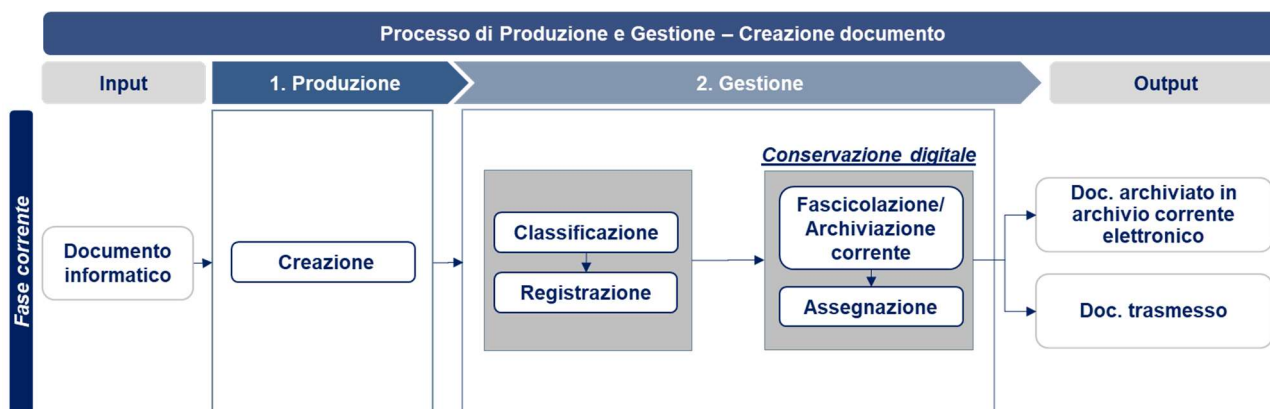 Processo di Produzione e Gestione – Creazione documento
Input
1. Produzione
2. Gestione
Output
Fase corrente
Documento
informatico
Creazione
Classificazione
Registrazione
Conservazione digitale
Fascicolazione/
Archiviazione
corrente
Assegnazione
Doc. archiviato in
archivio corrente
elettronico
Doc. trasmesso